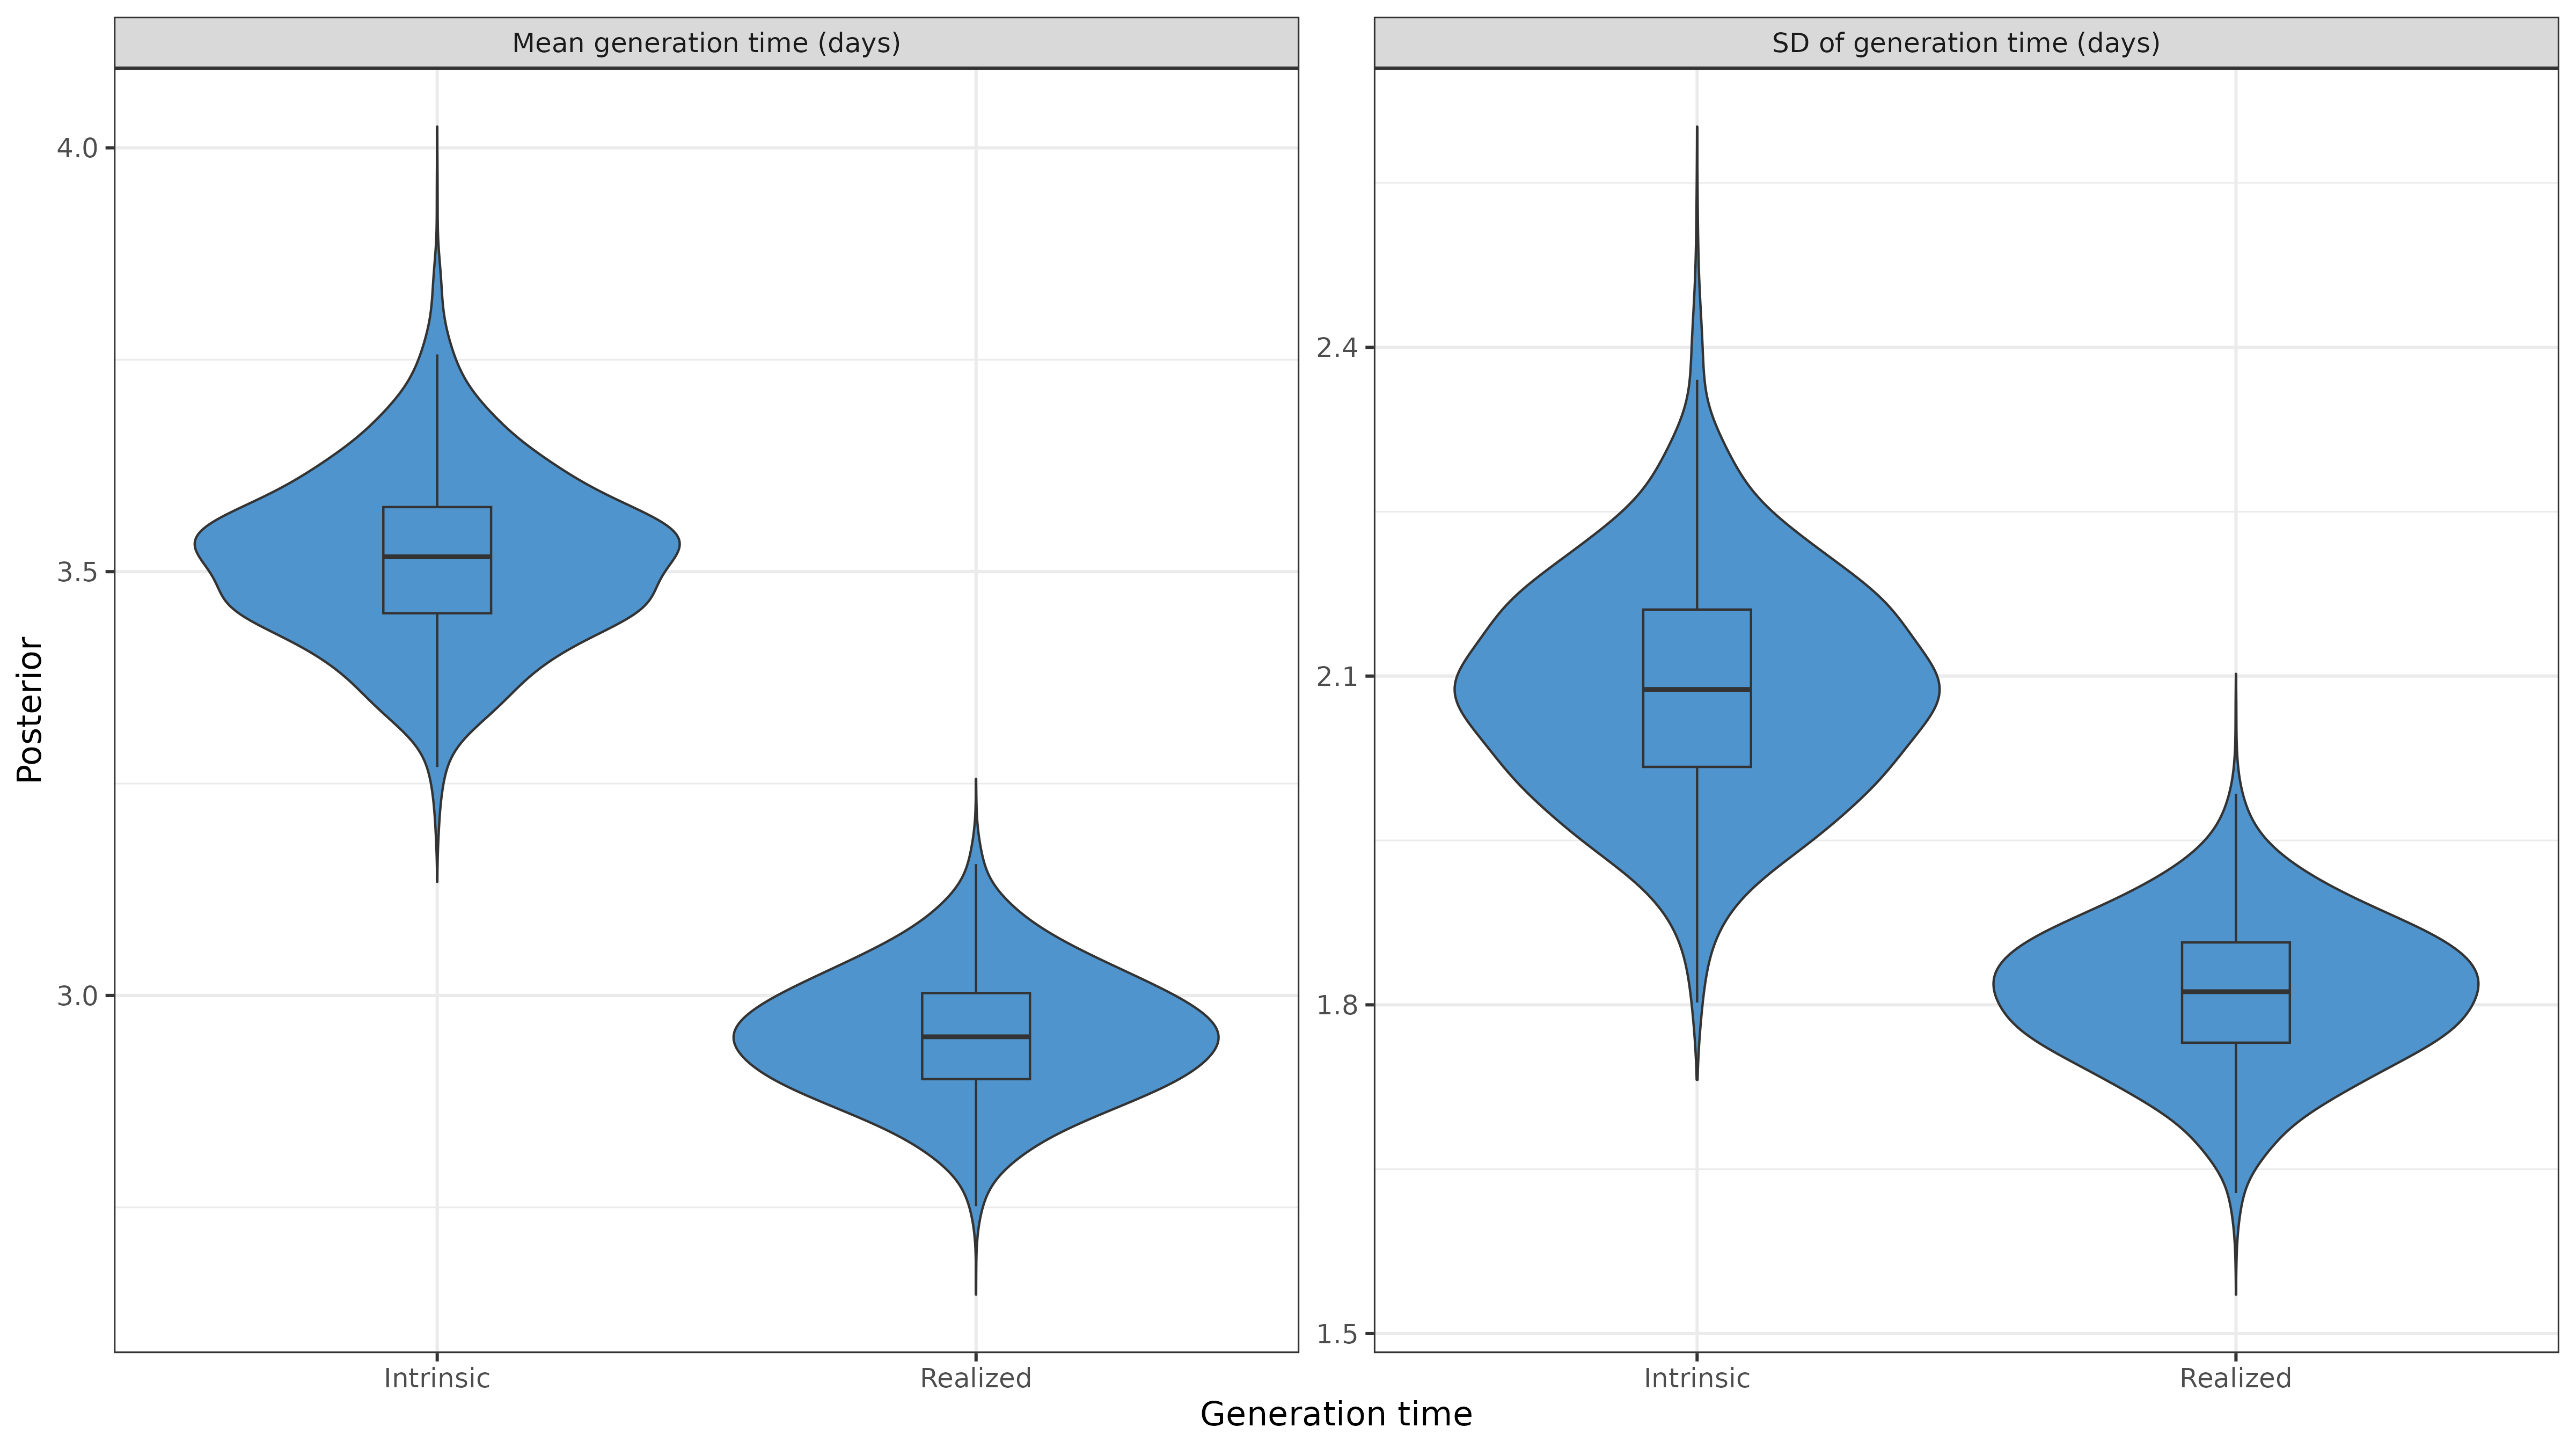 Mean generation time (days)
SD of generation time (days)
Posterior
4.0
3.5
3.0
2.4
2.1
1.8
1.5
Intrinsic
Realized
Intrinsic
Realized
Generation time